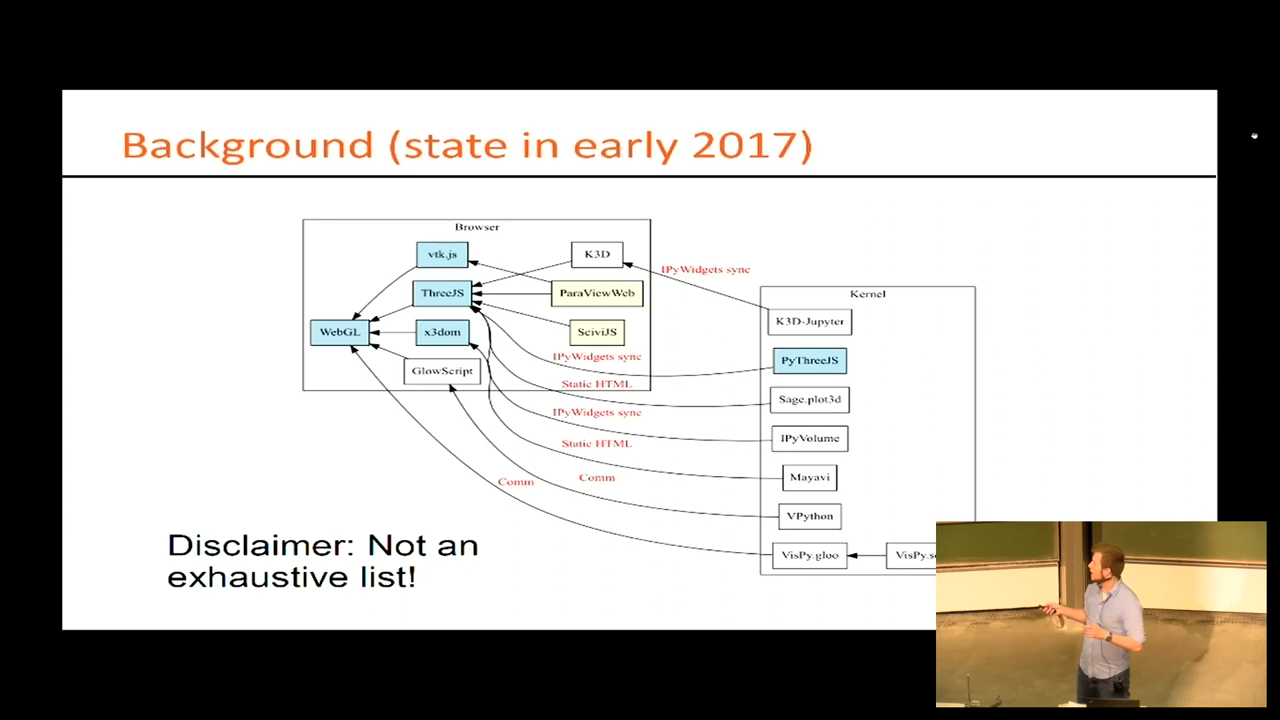 Background (state in early 2017)
Browser
vtk.js
K3D
IPyWidgets sync
Kernel
ThreeJS
ParaViewWeb
K3D-Jupyter
WebGL
x3dom
SciviJS
IPyWidgets sync
PyThreeJS
GlowScript
Static HTML
Sage.plot3d
IPyWidgets sync
IPyVolume
Static HTML
Mayavi
Comm
Comm
VPython
Disclaimer: Not an
exhaustive list!
VisPy.gloo